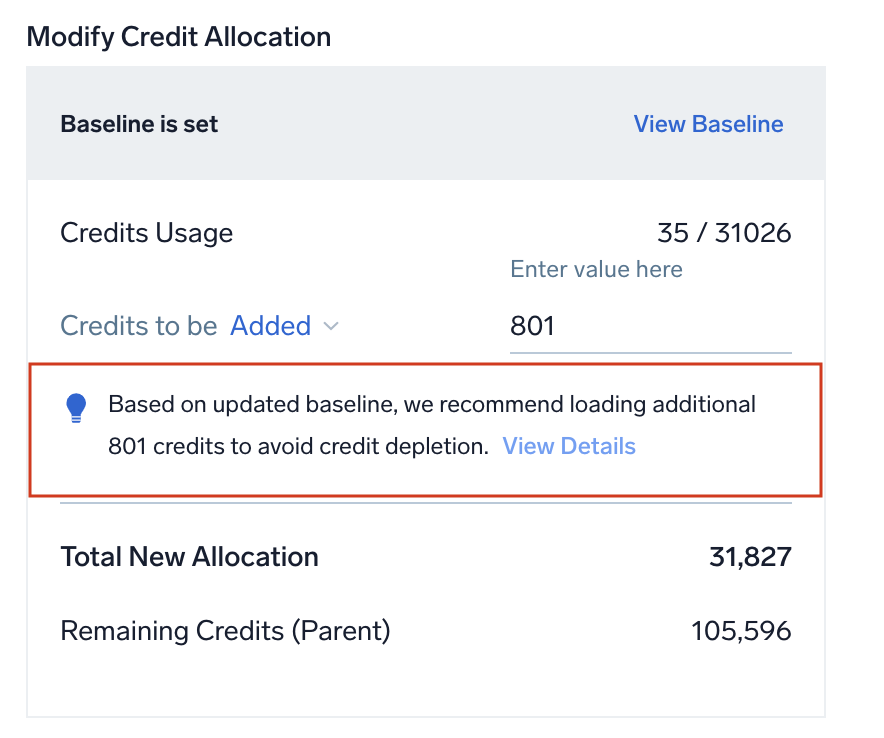 Modify Credit Allocation
Baseline is set View Baseline
Credits Usage 35 / 31026
Enter value here
Credits to be Added 801
Based on updated baseline, we recommend loading additional
801 credits to avoid credit depletion. View Details
Total New Allocation 31,827
Remaining Credits (Parent) 105,596